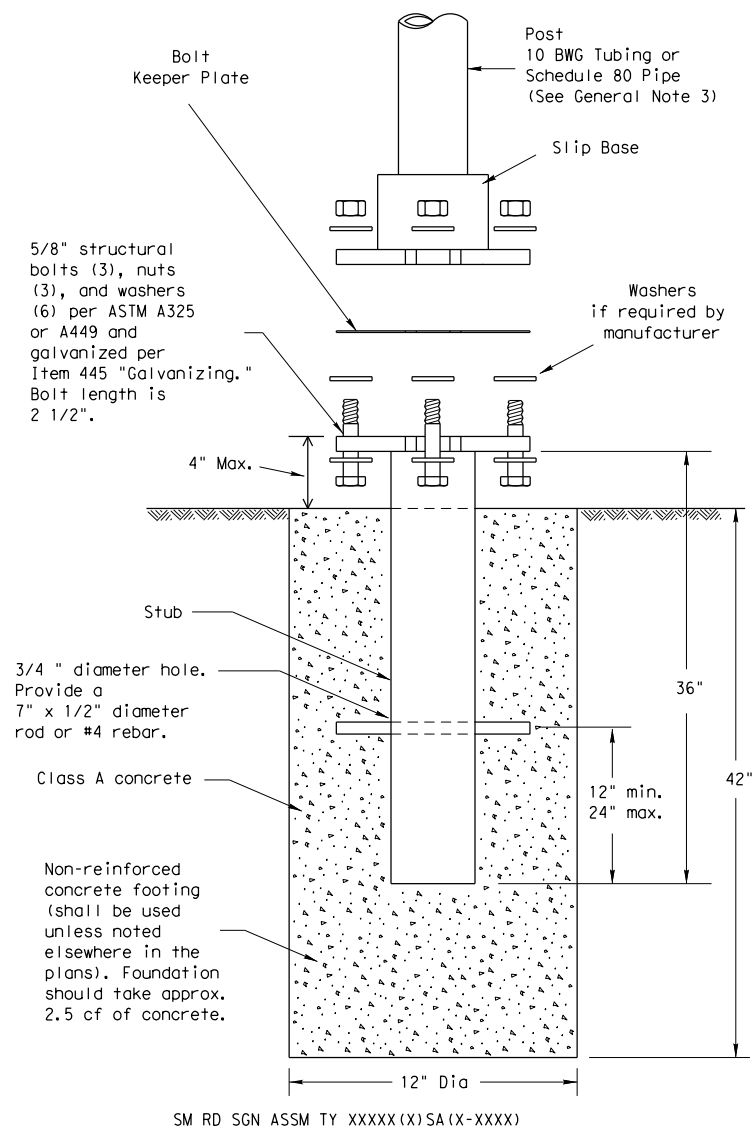 Post
10 BWG Tubing or
Schedule 80 Pipe
(See General Note 3)
Bolt
Keeper Plate
Slip Base
5/8" structural
bolts (3), nuts
(3), and washers
(6) per ASTM A325
or A449 and
galvanized per
Item 445 "Galvanizing."
Bolt length is
2 1/2".
Washers
if required by
manufacturer
4" Max.
Stub
3/4 " diameter hole.
Provide a
7" x 1/2" diameter
rod or #4 rebar.
36"
Class A concrete
12" min.
24" max.
42"
Non-reinforced
concrete footing
(shall be used
unless noted
elsewhere in the
plans). Foundation
should take approx.
2.5 cf of concrete.
12" Dia
SM RD SGN ASSM TY XXXXX(X)SA(X-XXXX)